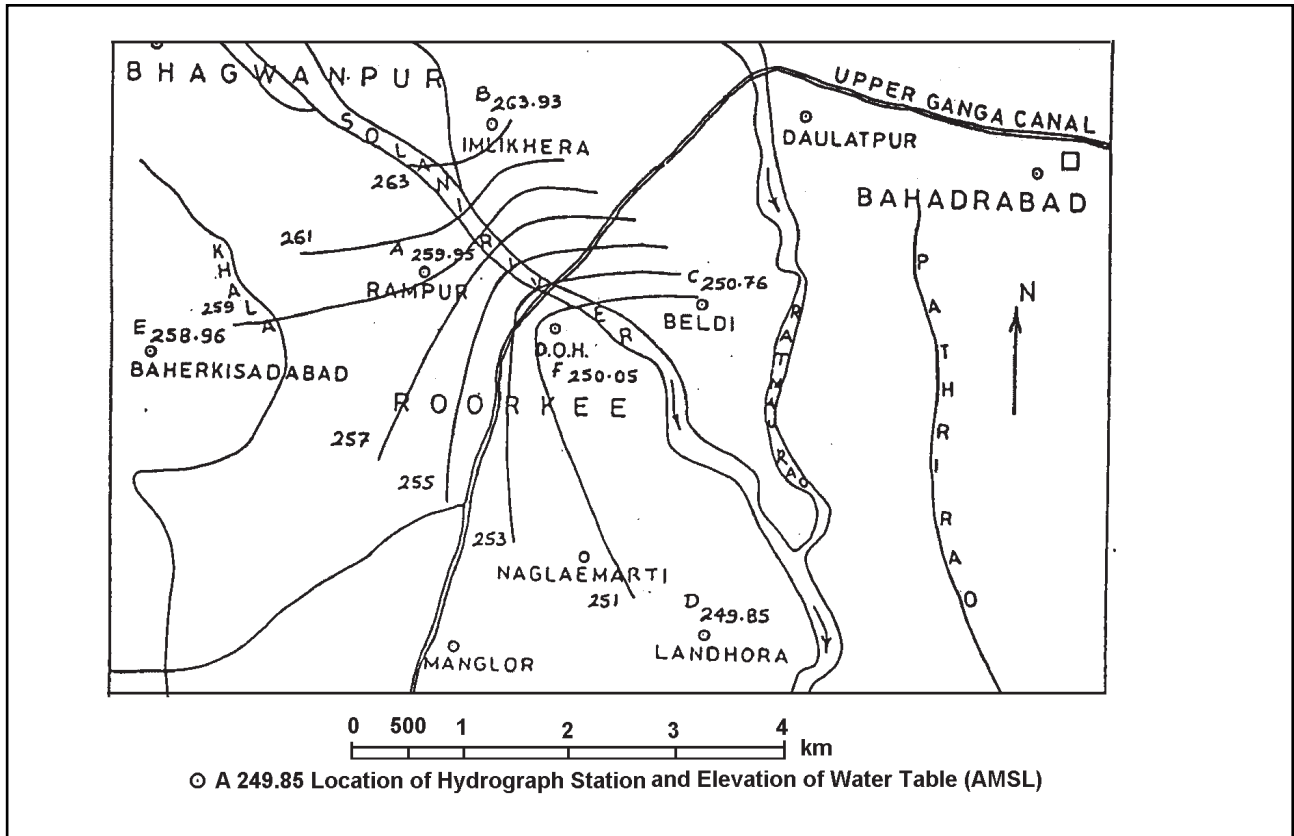 BHAGWANPUR
UPPER GANGA CANAL
B 263.93
IMLIKHERA
DAULATPUR
BAHADRABAD
SOLANI RIVER
263
261
A 259.95
RAMPUR
KHALA
259
E 258.96
BAHERKISADABAD
C 250.76
BELDI
D.O.H.
F 250.05
ROORKEE
RATMAU RAO
PATHRI RAO
N
257
255
253
NAGLAEMARTI
251
D 249.85
LANDHORA
MANGLOR
0 500 1 2 3 4
km
A 249.85 Location of Hydrograph Station and Elevation of Water Table (AMSL)